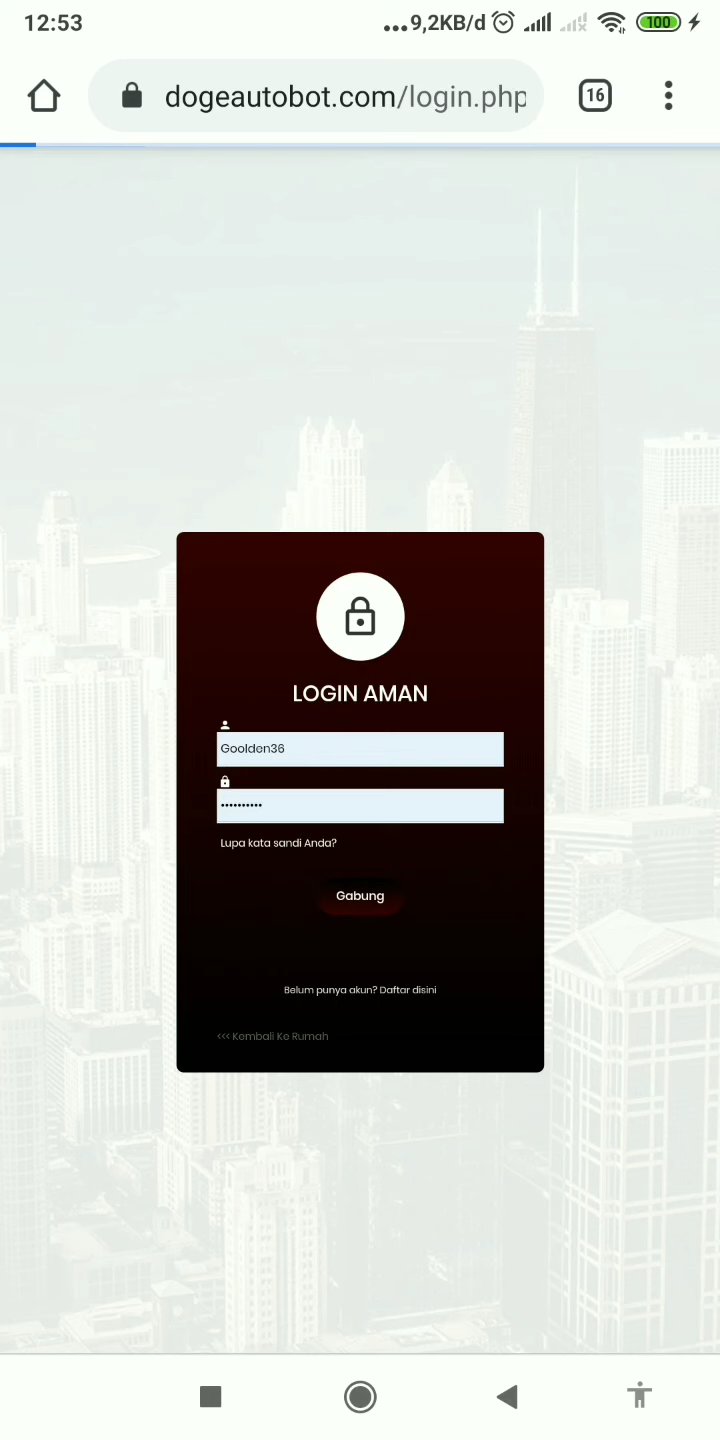 12:53
...9,2KB/d
100
dogeautobot.com/login.php
16
LOGIN AMAN
Goolden36
••••••••••
Lupa kata sandi Anda?
Gabung
Belum punya akun? Daftar disini
<<< Kembali Ke Rumah